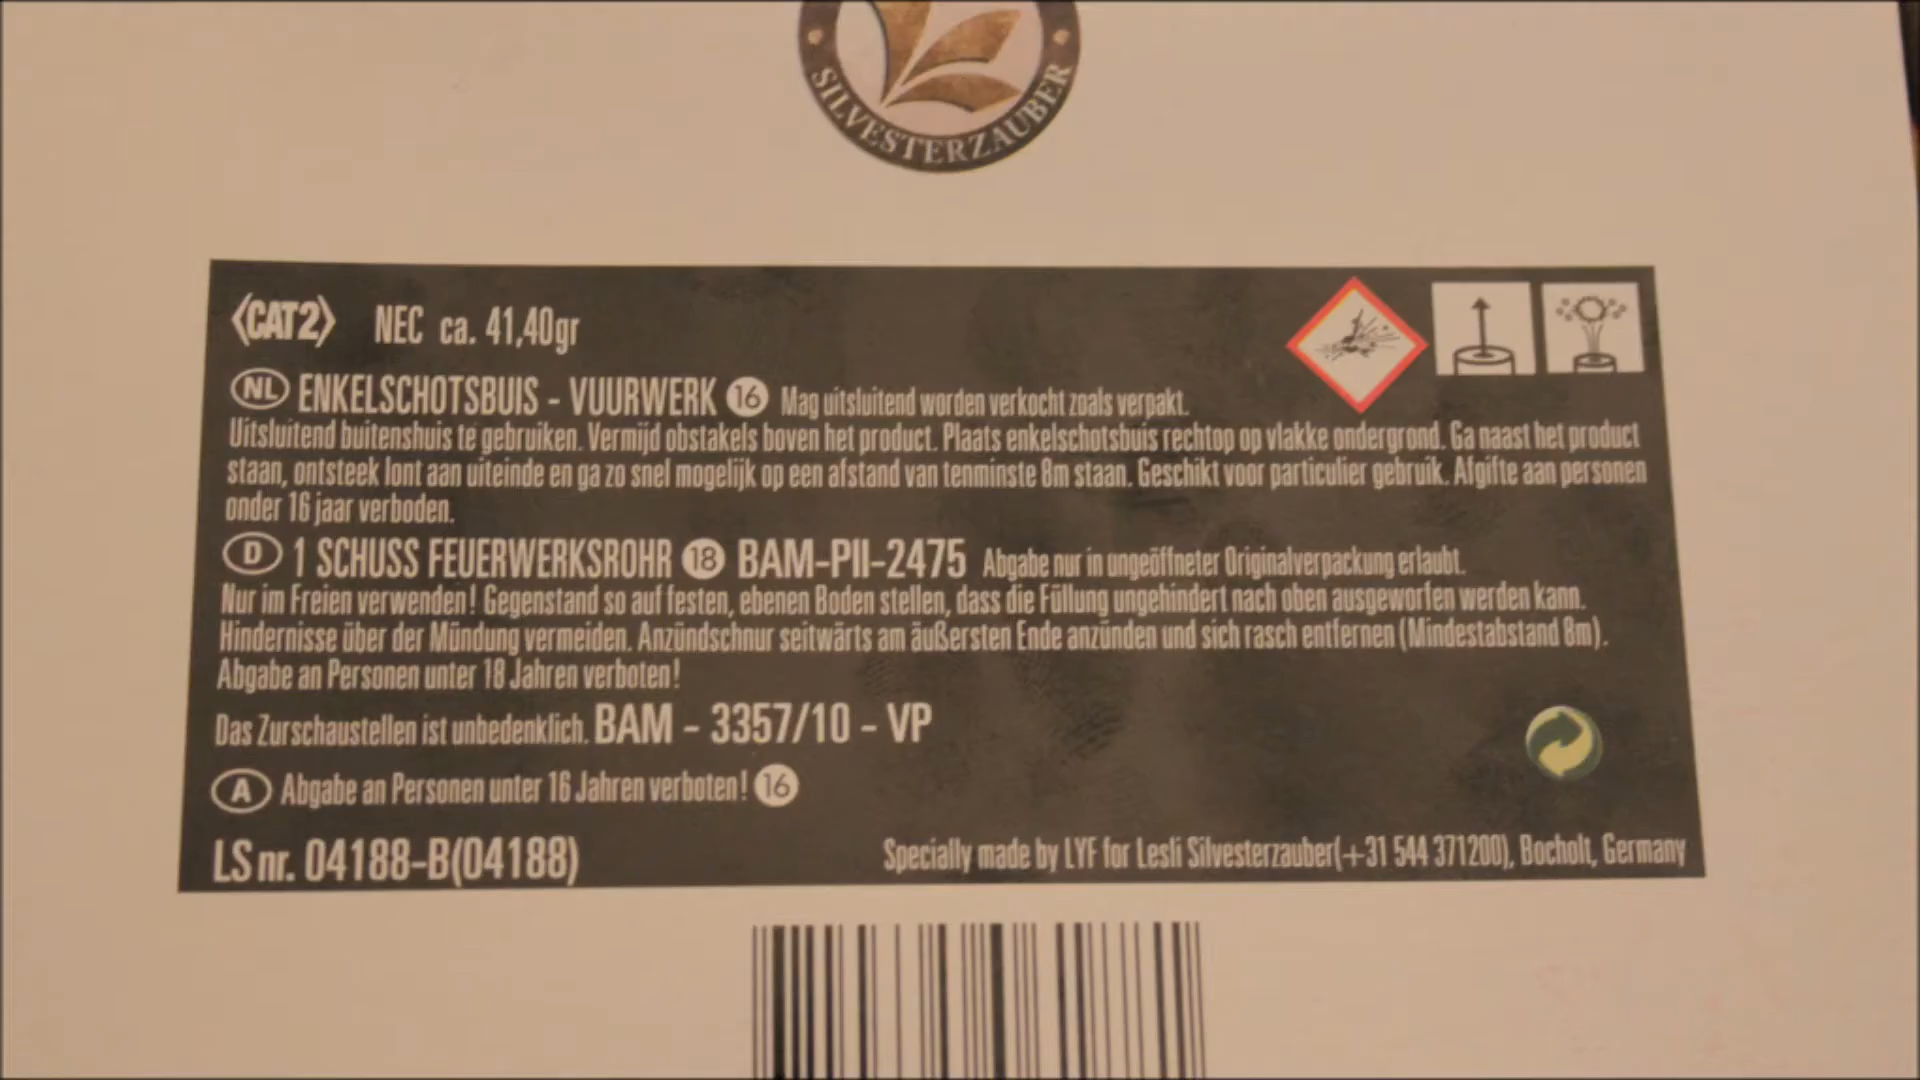 SILVESTERZAUBER
CAT2 NEC ca. 41,40gr
NL ENKELSCHOTSBUIS - VUURWERK 16 Mag uitsluitend worden verkocht zoals verpakt.
Uitsluitend buitenshuis te gebruiken. Vermijd obstakels boven het product. Plaats enkelschotsbuis rechtop op vlakke ondergrond. Ga naast het product
staan, ontsteek lont aan uiteinde en ga zo snel mogelijk op een afstand van tenminste 8m staan. Geschikt voor particulier gebruik. Afgifte aan personen
onder 16 jaar verboden.
D 1 SCHUSS FEUERWERKSROHR 18 BAM-PII-2475 Abgabe nur in ungeöffneter Originalverpackung erlaubt.
Nur im Freien verwenden! Gegenstand so auf festen, ebenen Boden stellen, dass die Füllung ungehindert nach oben ausgeworfen werden kann.
Hindernisse über der Mündung vermeiden. Anzündschnur seitwärts am äußersten Ende anzünden und sich rasch entfernen (Mindestabstand 8m).
Abgabe an Personen unter 18 Jahren verboten!
Das Zurschaustellen ist unbedenklich. BAM - 3357/10 - VP
A Abgabe an Personen unter 16 Jahren verboten! 16
LS nr. 04188-B(04188)
Specially made by LYF for Lesli Silvesterzauber(+31 544 371200), Bocholt, Germany